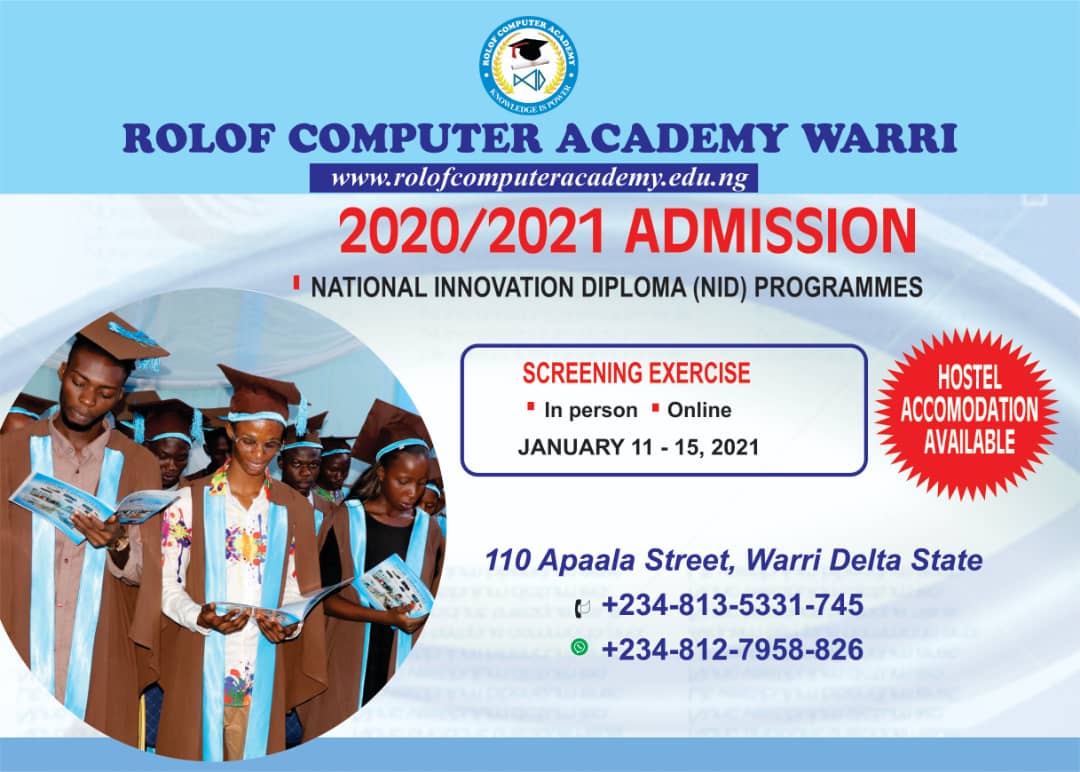 ROLOF COMPUTER ACADEMY
KNOWLEDGE IS POWER
ROLOF COMPUTER ACADEMY WARRI
www.rolofcomputeracademy.edu.ng
2020/2021 ADMISSION
NATIONAL INNOVATION DIPLOMA (NID) PROGRAMMES
SCREENING EXERCISE
In person Online
JANUARY 11 - 15, 2021
HOSTEL
ACCOMODATION
AVAILABLE
110 Apaala Street, Warri Delta State
+234-813-5331-745
+234-812-7958-826